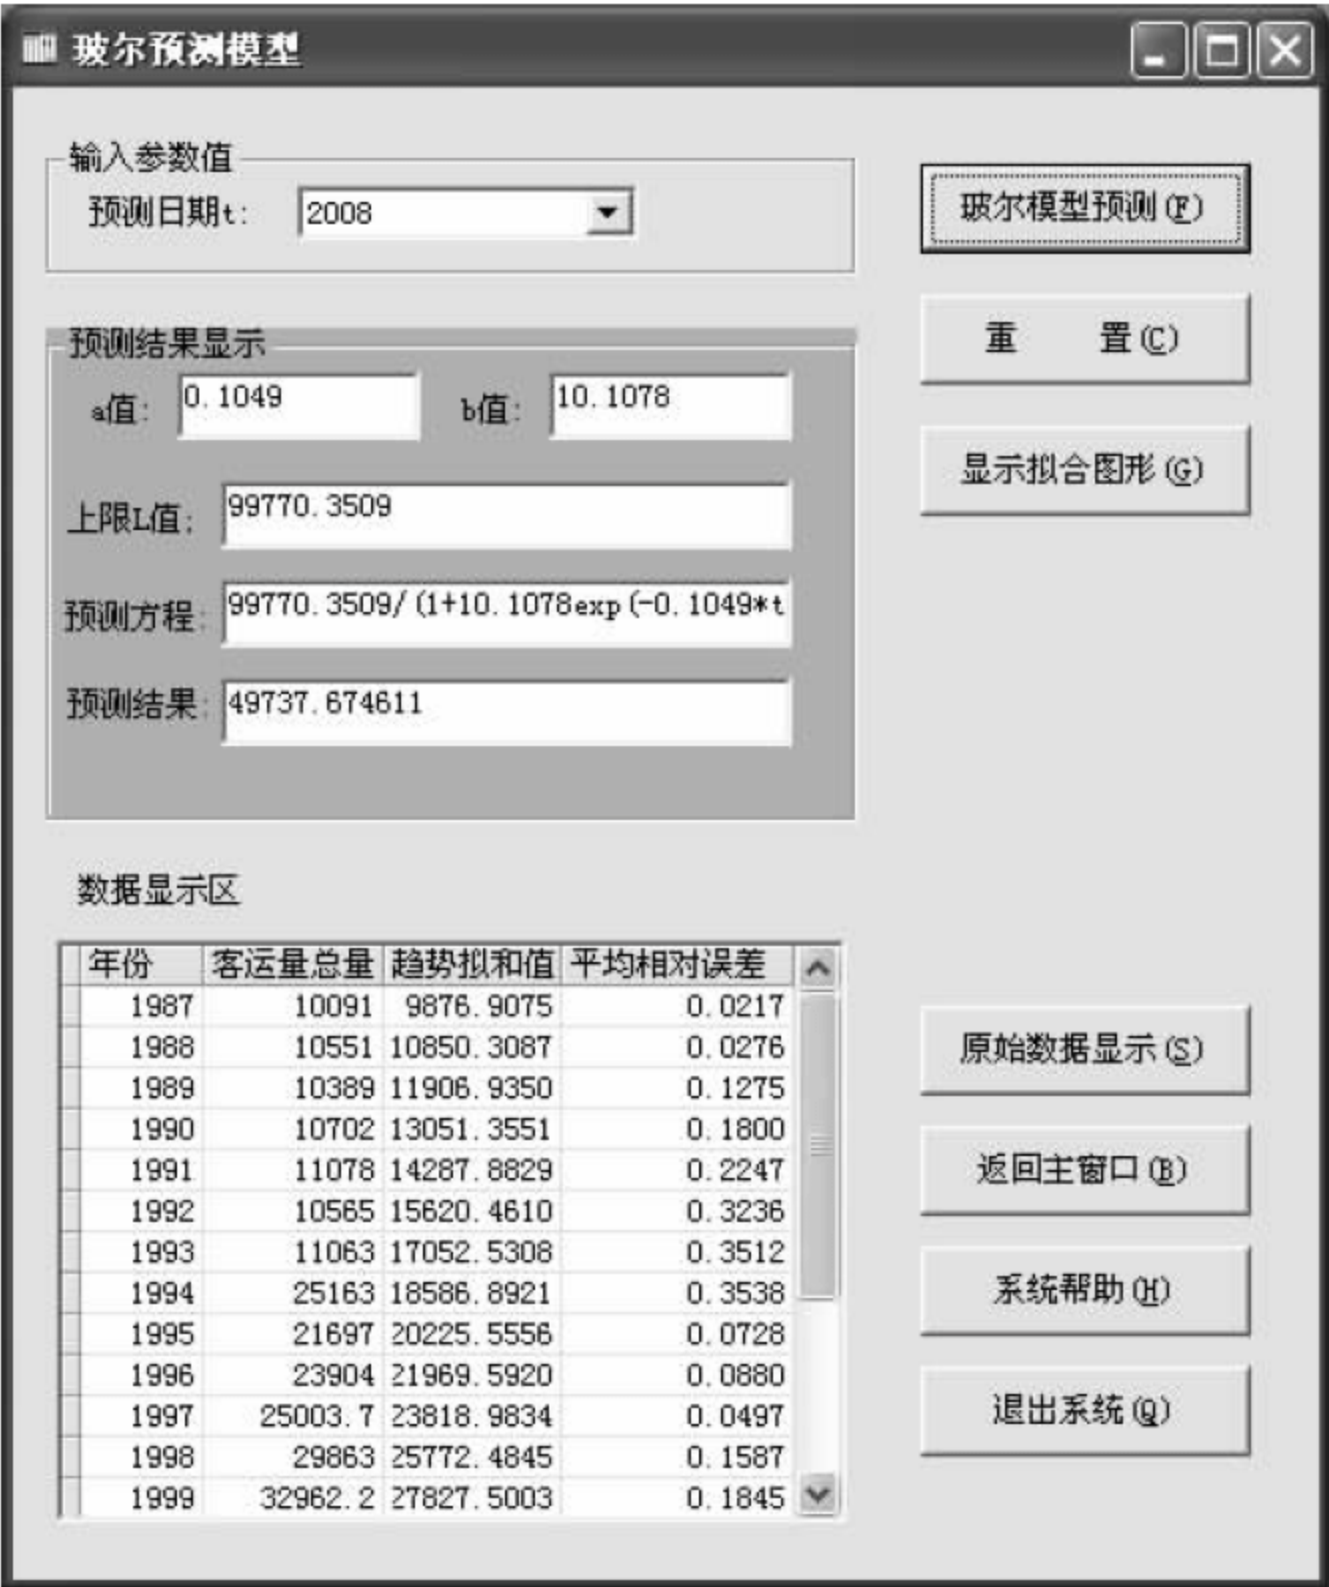 玻尔预测模型
输入参数值
预测日期t: 2008
玻尔模型预测(F)
重 置(C)
显示拟合图形(G)
预测结果显示
a值: 0.1049 b值: 10.1078
上限L值: 99770.3509
预测方程: 99770.3509/(1+10.1078exp(-0.1049*t
预测结果: 49737.674611
数据显示区
年份 客运量总量 趋势拟和值 平均相对误差
1987 10091 9876.9075 0.0217
1988 10551 10850.3087 0.0276
1989 10389 11906.9350 0.1275
1990 10702 13051.3551 0.1800
1991 11078 14287.8829 0.2247
1992 10565 15620.4610 0.3236
1993 11063 17052.5308 0.3512
1994 25163 18586.8921 0.3538
1995 21697 20225.5556 0.0728
1996 23904 21969.5920 0.0880
1997 25003.7 23818.9834 0.0497
1998 29863 25772.4845 0.1587
1999 32962.2 27827.5003 0.1845
原始数据显示(S)
返回主窗口(B)
系统帮助(H)
退出系统(Q)